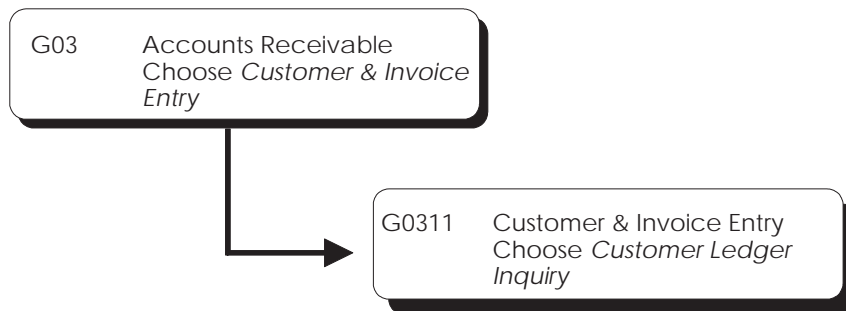 G03 Accounts Receivable
Choose Customer & Invoice
Entry
G0311 Customer & Invoice Entry
Choose Customer Ledger
Inquiry